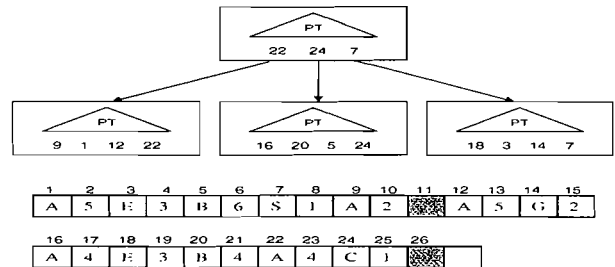 PT
22 24 7
PT PT PT
9 1 12 22 16 20 5 24 18 3 14 7
1 2 3 4 5 6 7 8 9 10 11 12 13 14 15
A 5 E 3 B 6 S 1 A 2 A 5 G 2
16 17 18 19 20 21 22 23 24 25 26
A 4 E 3 B 4 A 4 C 1